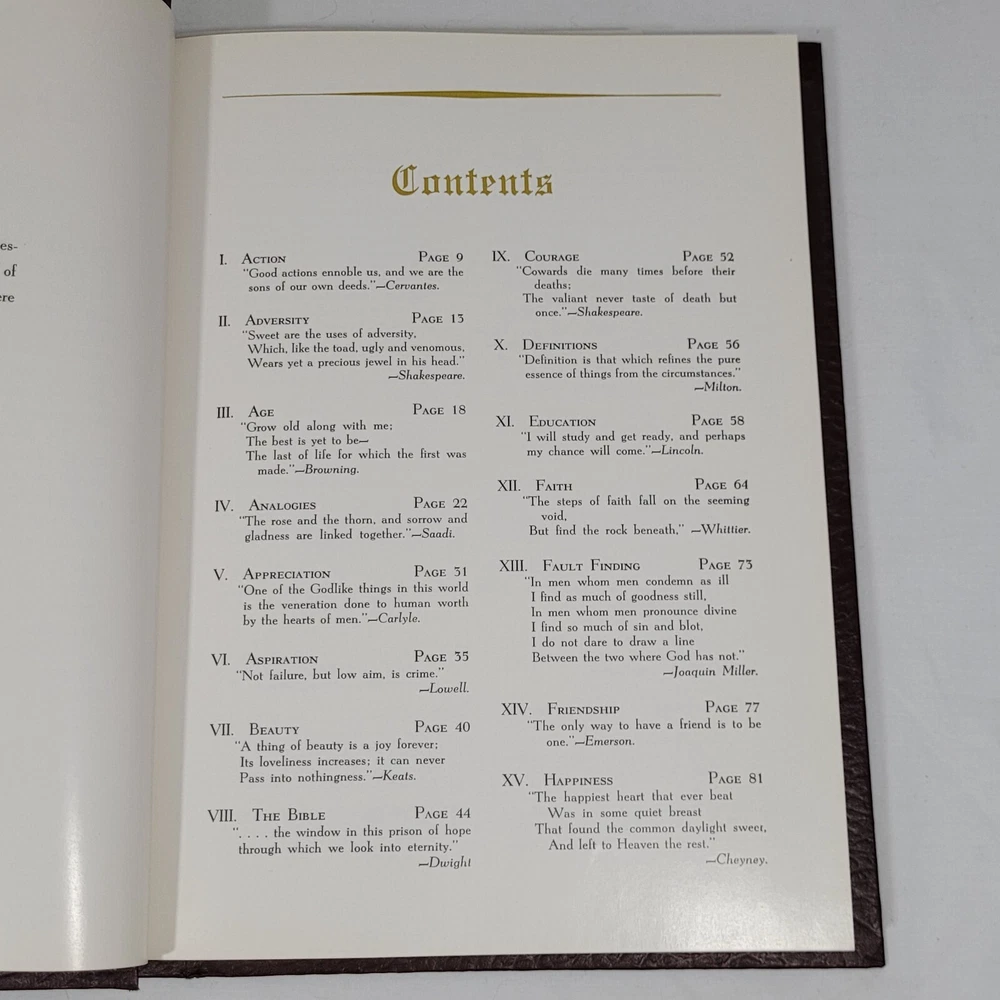 es-
of
ere
Contents
I. Action Page 9
"Good actions ennoble us, and we are the
sons of our own deeds."—Cervantes.
II. Adversity Page 13
"Sweet are the uses of adversity,
Which, like the toad, ugly and venomous,
Wears yet a precious jewel in his head."
—Shakespeare.
III. Age Page 18
"Grow old along with me;
The best is yet to be—
The last of life for which the first was
made."—Browning.
IV. Analogies Page 22
"The rose and the thorn, and sorrow and
gladness are linked together."—Saadi.
V. Appreciation Page 31
"One of the Godlike things in this world
is the veneration done to human worth
by the hearts of men."—Carlyle.
VI. Aspiration Page 35
"Not failure, but low aim, is crime."
—Lowell.
VII. Beauty Page 40
"A thing of beauty is a joy forever;
Its loveliness increases; it can never
Pass into nothingness."—Keats.
VIII. The Bible Page 44
". . . . the window in this prison of hope
through which we look into eternity."
—Dwight
IX. Courage Page 52
"Cowards die many times before their
deaths;
The valiant never taste of death but
once."—Shakespeare.
X. Definitions Page 56
"Definition is that which refines the pure
essence of things from the circumstances."
—Milton.
XI. Education Page 58
"I will study and get ready, and perhaps
my chance will come."—Lincoln.
XII. Faith Page 64
"The steps of faith fall on the seeming
void,
But find the rock beneath," —Whittier.
XIII. Fault Finding Page 73
"In men whom men condemn as ill
I find as much of goodness still,
In men whom men pronounce divine
I find so much of sin and blot,
I do not dare to draw a line
Between the two where God has not."
—Joaquin Miller.
XIV. Friendship Page 77
"The only way to have a friend is to be
one."—Emerson.
XV. Happiness Page 81
"The happiest heart that ever beat
Was in some quiet breast
That found the common daylight sweet,
And left to Heaven the rest."
—Cheyney.